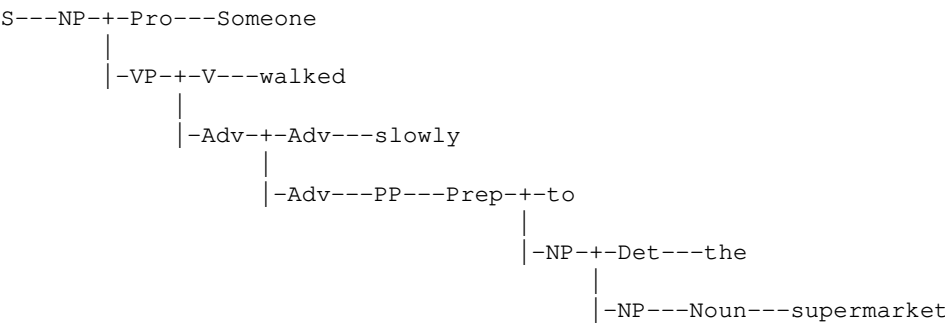 S---NP-+-Pro---Someone
|
|-VP-+-V---walked
|
|-Adv-+-Adv---slowly
|
|-Adv---PP---Prep-+-to
|
|-NP-+-Det---the
|
|-NP---Noun---supermarket